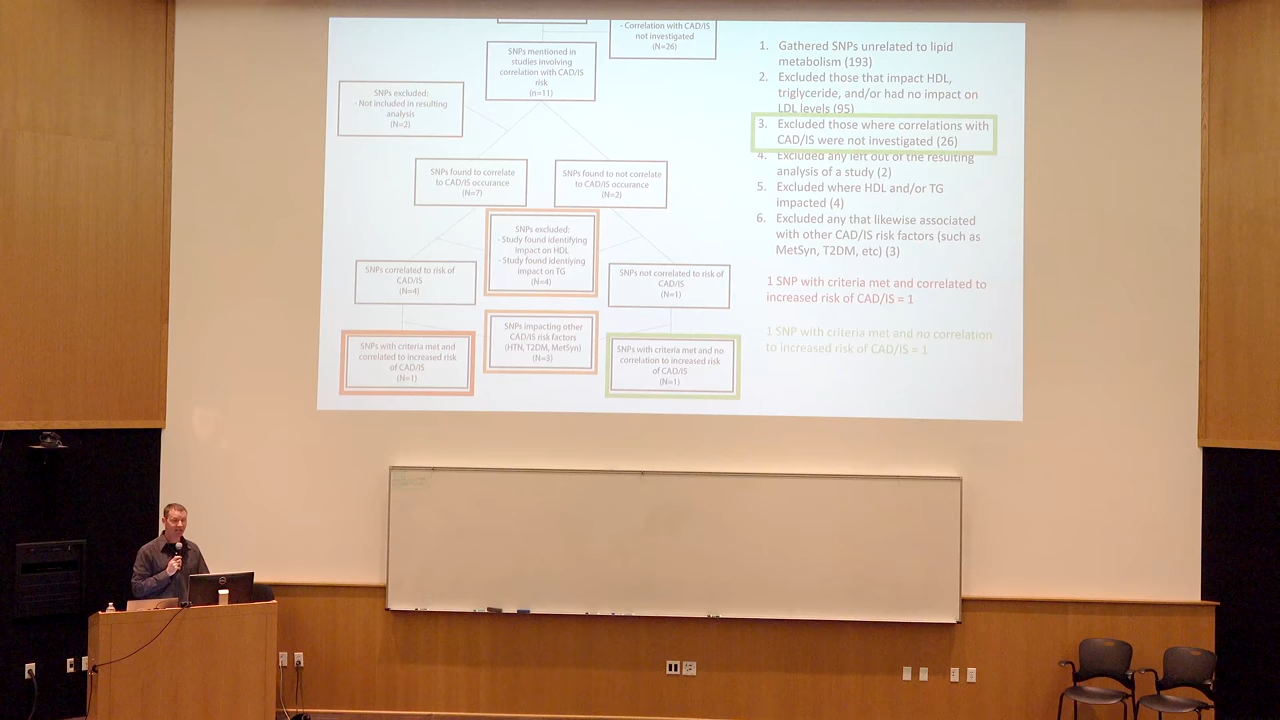 - Correlation with CAD/IS
not investigated
(N=26)
SNPs mentioned in
studies involving
correlation with CAD/IS
risk
(n=11)
SNPs excluded:
- Not included in resulting
analysis
(N=2)
SNPs found to correlate
to CAD/IS occurance
(N=7)
SNPs found to not correlate
to CAD/IS occurance
(N=2)
SNPs excluded:
- Study found identifying
impact on HDL
- Study found identiying
impact on TG
(N=4)
SNPs correlated to risk of
CAD/IS
(N=4)
SNPs not correlated to risk of
CAD/IS
(N=1)
SNPs impacting other
CAD/IS risk factors
(HTN, T2DM, MetSyn)
(N=3)
SNPs with criteria met and
correlated to increased risk
of CAD/IS
(N=1)
SNPs with criteria met and no
correlation to increased risk
of CAD/IS
(N=1)
1. Gathered SNPs unrelated to lipid
metabolism (193)
2. Excluded those that impact HDL,
triglyceride, and/or had no impact on
LDL levels (95)
3. Excluded those where correlations with
CAD/IS were not investigated (26)
4. Excluded any left out of the resulting
analysis of a study (2)
5. Excluded where HDL and/or TG
impacted (4)
6. Excluded any that likewise associated
with other CAD/IS risk factors (such as
MetSyn, T2DM, etc) (3)
1 SNP with criteria met and correlated to
increased risk of CAD/IS = 1
1 SNP with criteria met and no correlation
to increased risk of CAD/IS = 1